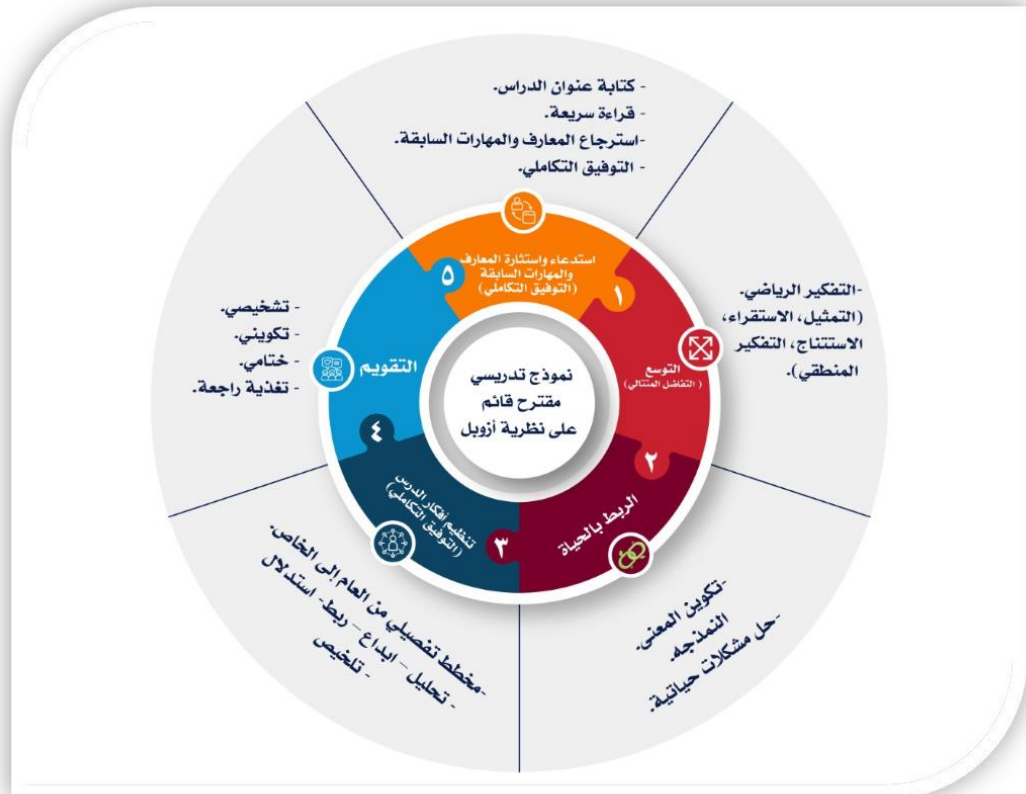 نموذج تدريسي
مقترح قائم
على نظرية أزوبل
١
استدعاء واستثارة المعارف
والمهارات السابقة
(التوفيق التكاملي)
- كتابة عنوان الدراس.
- قراءة سريعة.
-استرجاع المعارف والمهارات السابقة.
- التوفيق التكاملي.
٢
التوسع
( التفاضل المتتالي)
-التفكير الرياضي.
(التمثيل، الاستقراء،
الاستنتاج، التفكير
المنطقي).
٣
الربط بالحياة
-تكوين المعنى.
النمذجه.
-حل مشكلات حياتية.
٤
تنظيم أفكار الدرس
(التوفيق التكاملي)
-مخطط تفصيلي من العام إلى الخاص.
- تحليل – ابداع – ربط- استدلال
- تلخيص
٥
التقويم
- تشخيصي.
- تكويني.
- ختامي.
- تغذية راجعة.